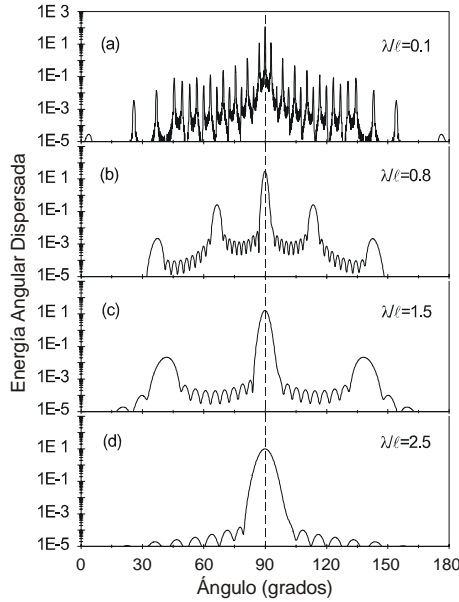 1E 3
(a)
λ/ℓ=0.1
1E 1
1E-1
1E-3
1E-5
(b)
λ/ℓ=0.8
1E 1
1E-1
1E-3
1E-5
(c)
λ/ℓ=1.5
1E 1
1E-1
1E-3
1E-5
(d)
λ/ℓ=2.5
1E 1
1E-1
1E-3
1E-5
0 30 60 90 120 150 180
Ángulo (grados)
Energía Angular Dispersada